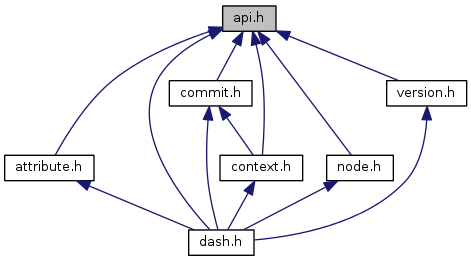 api.h
commit.h
version.h
attribute.h
context.h
node.h
dash.h